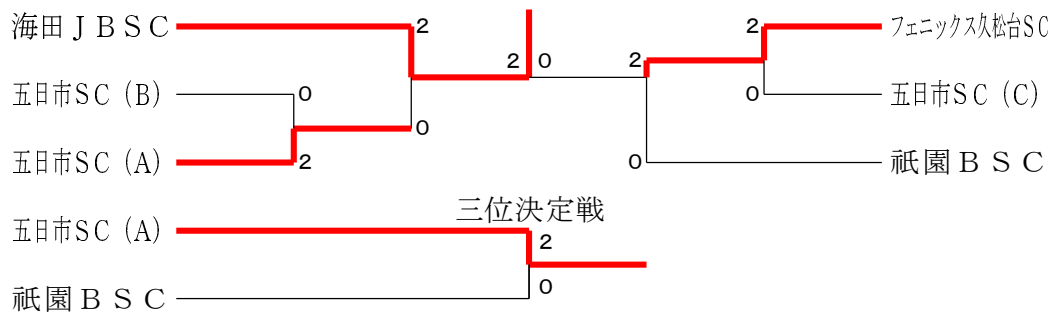 海田ＪＢＳＣ 2 2 0 2 2 フェニックス久松台ＳＣ
五日市ＳＣ（Ｂ） 0 0 五日市ＳＣ（Ｃ）
0
五日市ＳＣ（Ａ） 2 0 祇園ＢＳＣ
三位決定戦
五日市ＳＣ（Ａ） 2
祇園ＢＳＣ 0